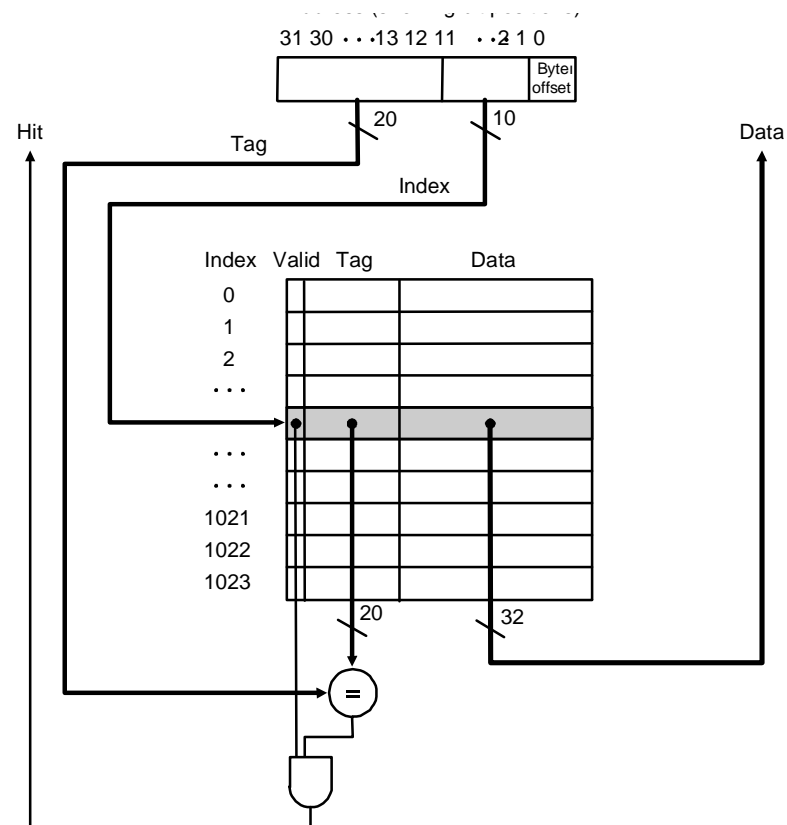 31 30 ···13 12 11 ···2 1 0
Byte
offset
20
10
Hit
Data
Tag
Index
Index Valid Tag Data
0
1
2
···
···
···
1021
1022
1023
20
32
=